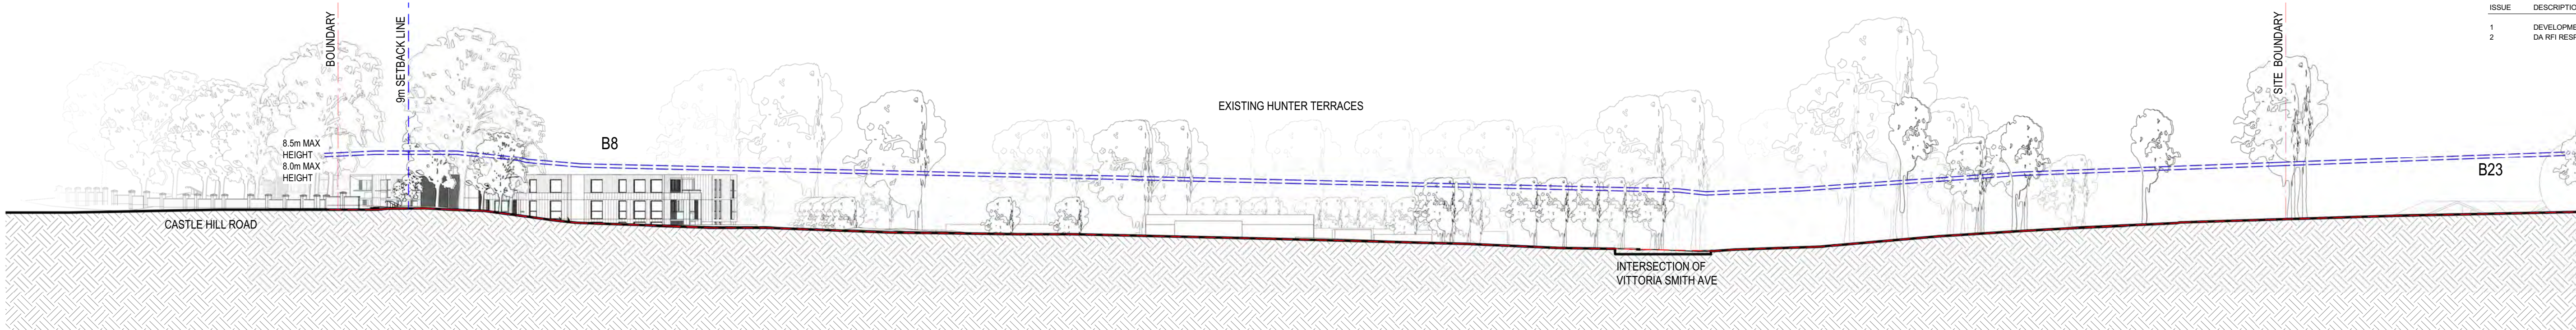 BOUNDARY
9m SETBACK LINE
8.5m MAX
HEIGHT
8.0m MAX
HEIGHT
B8
CASTLE HILL ROAD
EXISTING HUNTER TERRACES
INTERSECTION OF
VITTORIA SMITH AVE
SITE BOUNDARY
B23
ISSUE DESCRIPTIO
1 DEVELOPME
2 DA RFI RESP